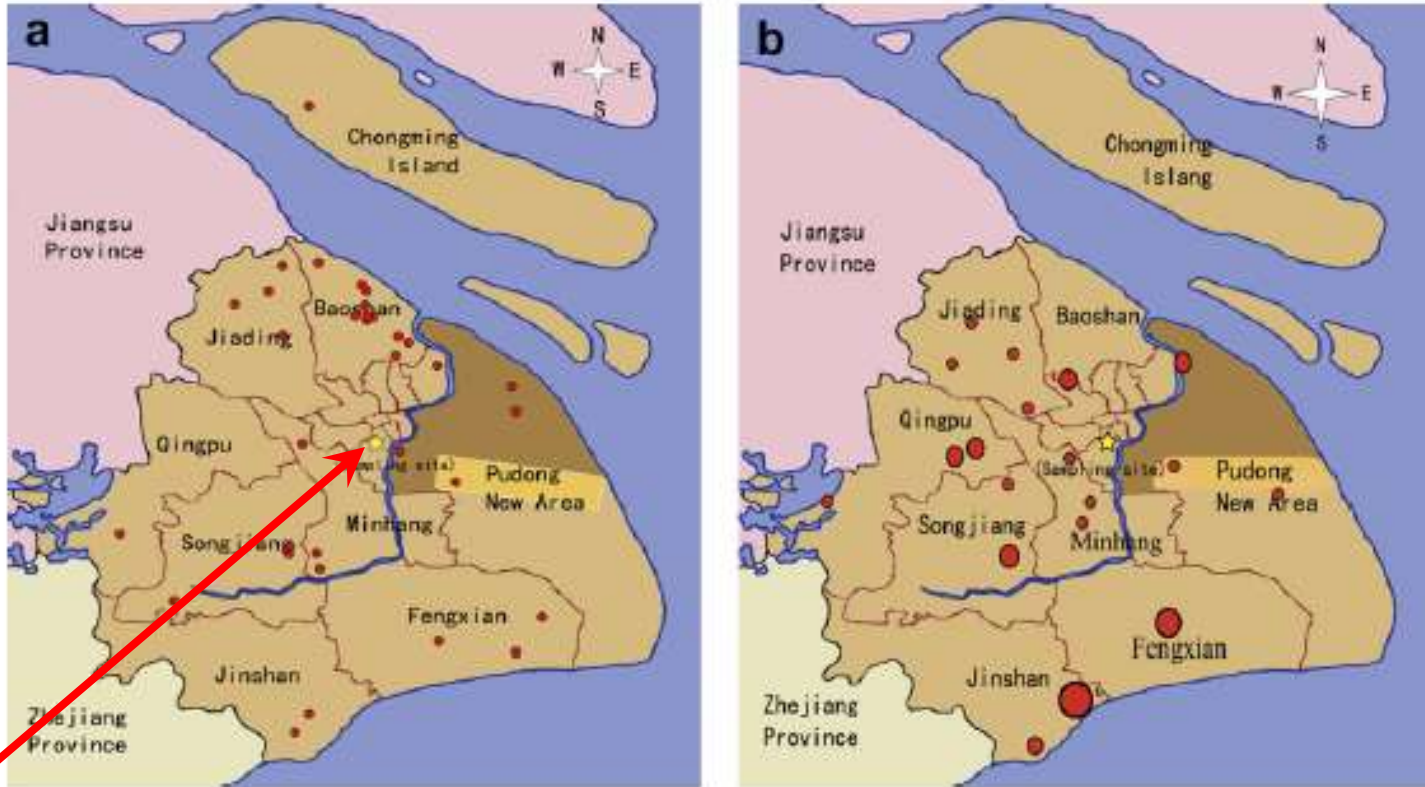 a
N
W E
S
Chongming
Island
Jiangsu
Province
Baoshan
Jiading
Qingpu
Pudong
New Area
Minhang
Songjiang
Fengxian
Jinshan
Zhejiang
Province
b
N
W E
S
Chongming
Islang
Jiangsu
Province
Jiading
Baoshan
Qingpu
(Sampling site)
Pudong
New Area
Songjiang
Minhang
Fengxian
Jinshan
Zhejiang
Province